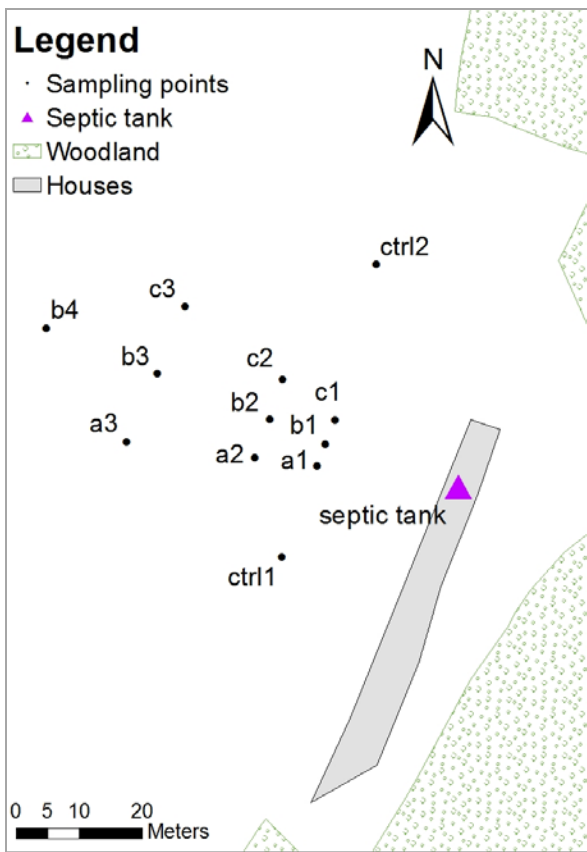 Legend
N
Sampling points
Septic tank
Woodland
Houses
ctrl2
c3
b4
b3
c2
c1
b2
b1
a3
a2
a1
septic tank
ctrl1
0 5 10 20
Meters